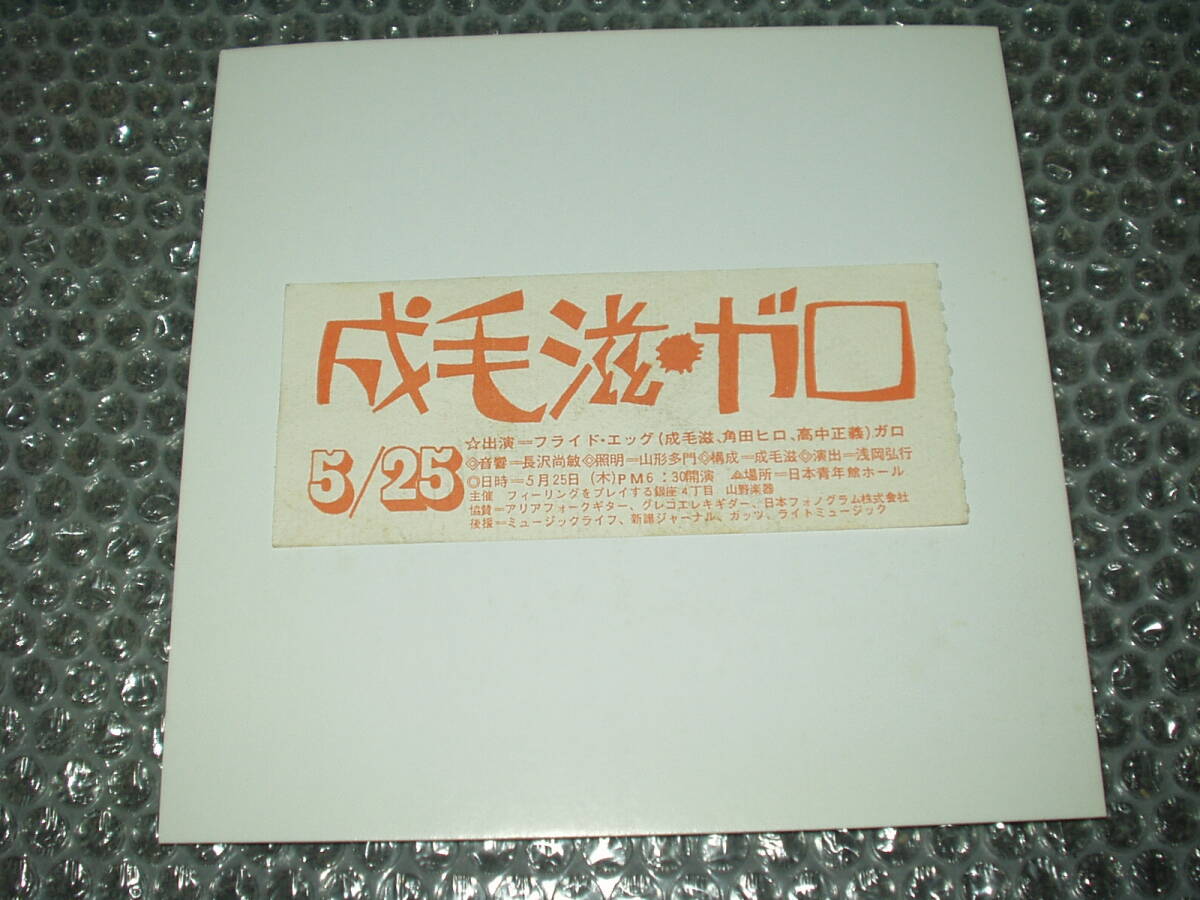 成毛滋・ガロ
5/25
☆出演=フライド・エッグ(成毛滋、角田ヒロ、高中正義)ガロ
◎音響=長沢尚敏◎照明=山形多門◎構成=成毛滋◎演出=浅岡弘行
◎日時=5月25日(木)PM6:30開演 △場所=日本青年館ホール
主催 フィーリングをプレイする銀座4丁目 山野楽器
協賛=アリアフォークギター、グレコエレキギター、日本フォノグラム株式会社
後援=ミュージックライフ、新譜ジャーナル、ガッツ、ライトミュージック